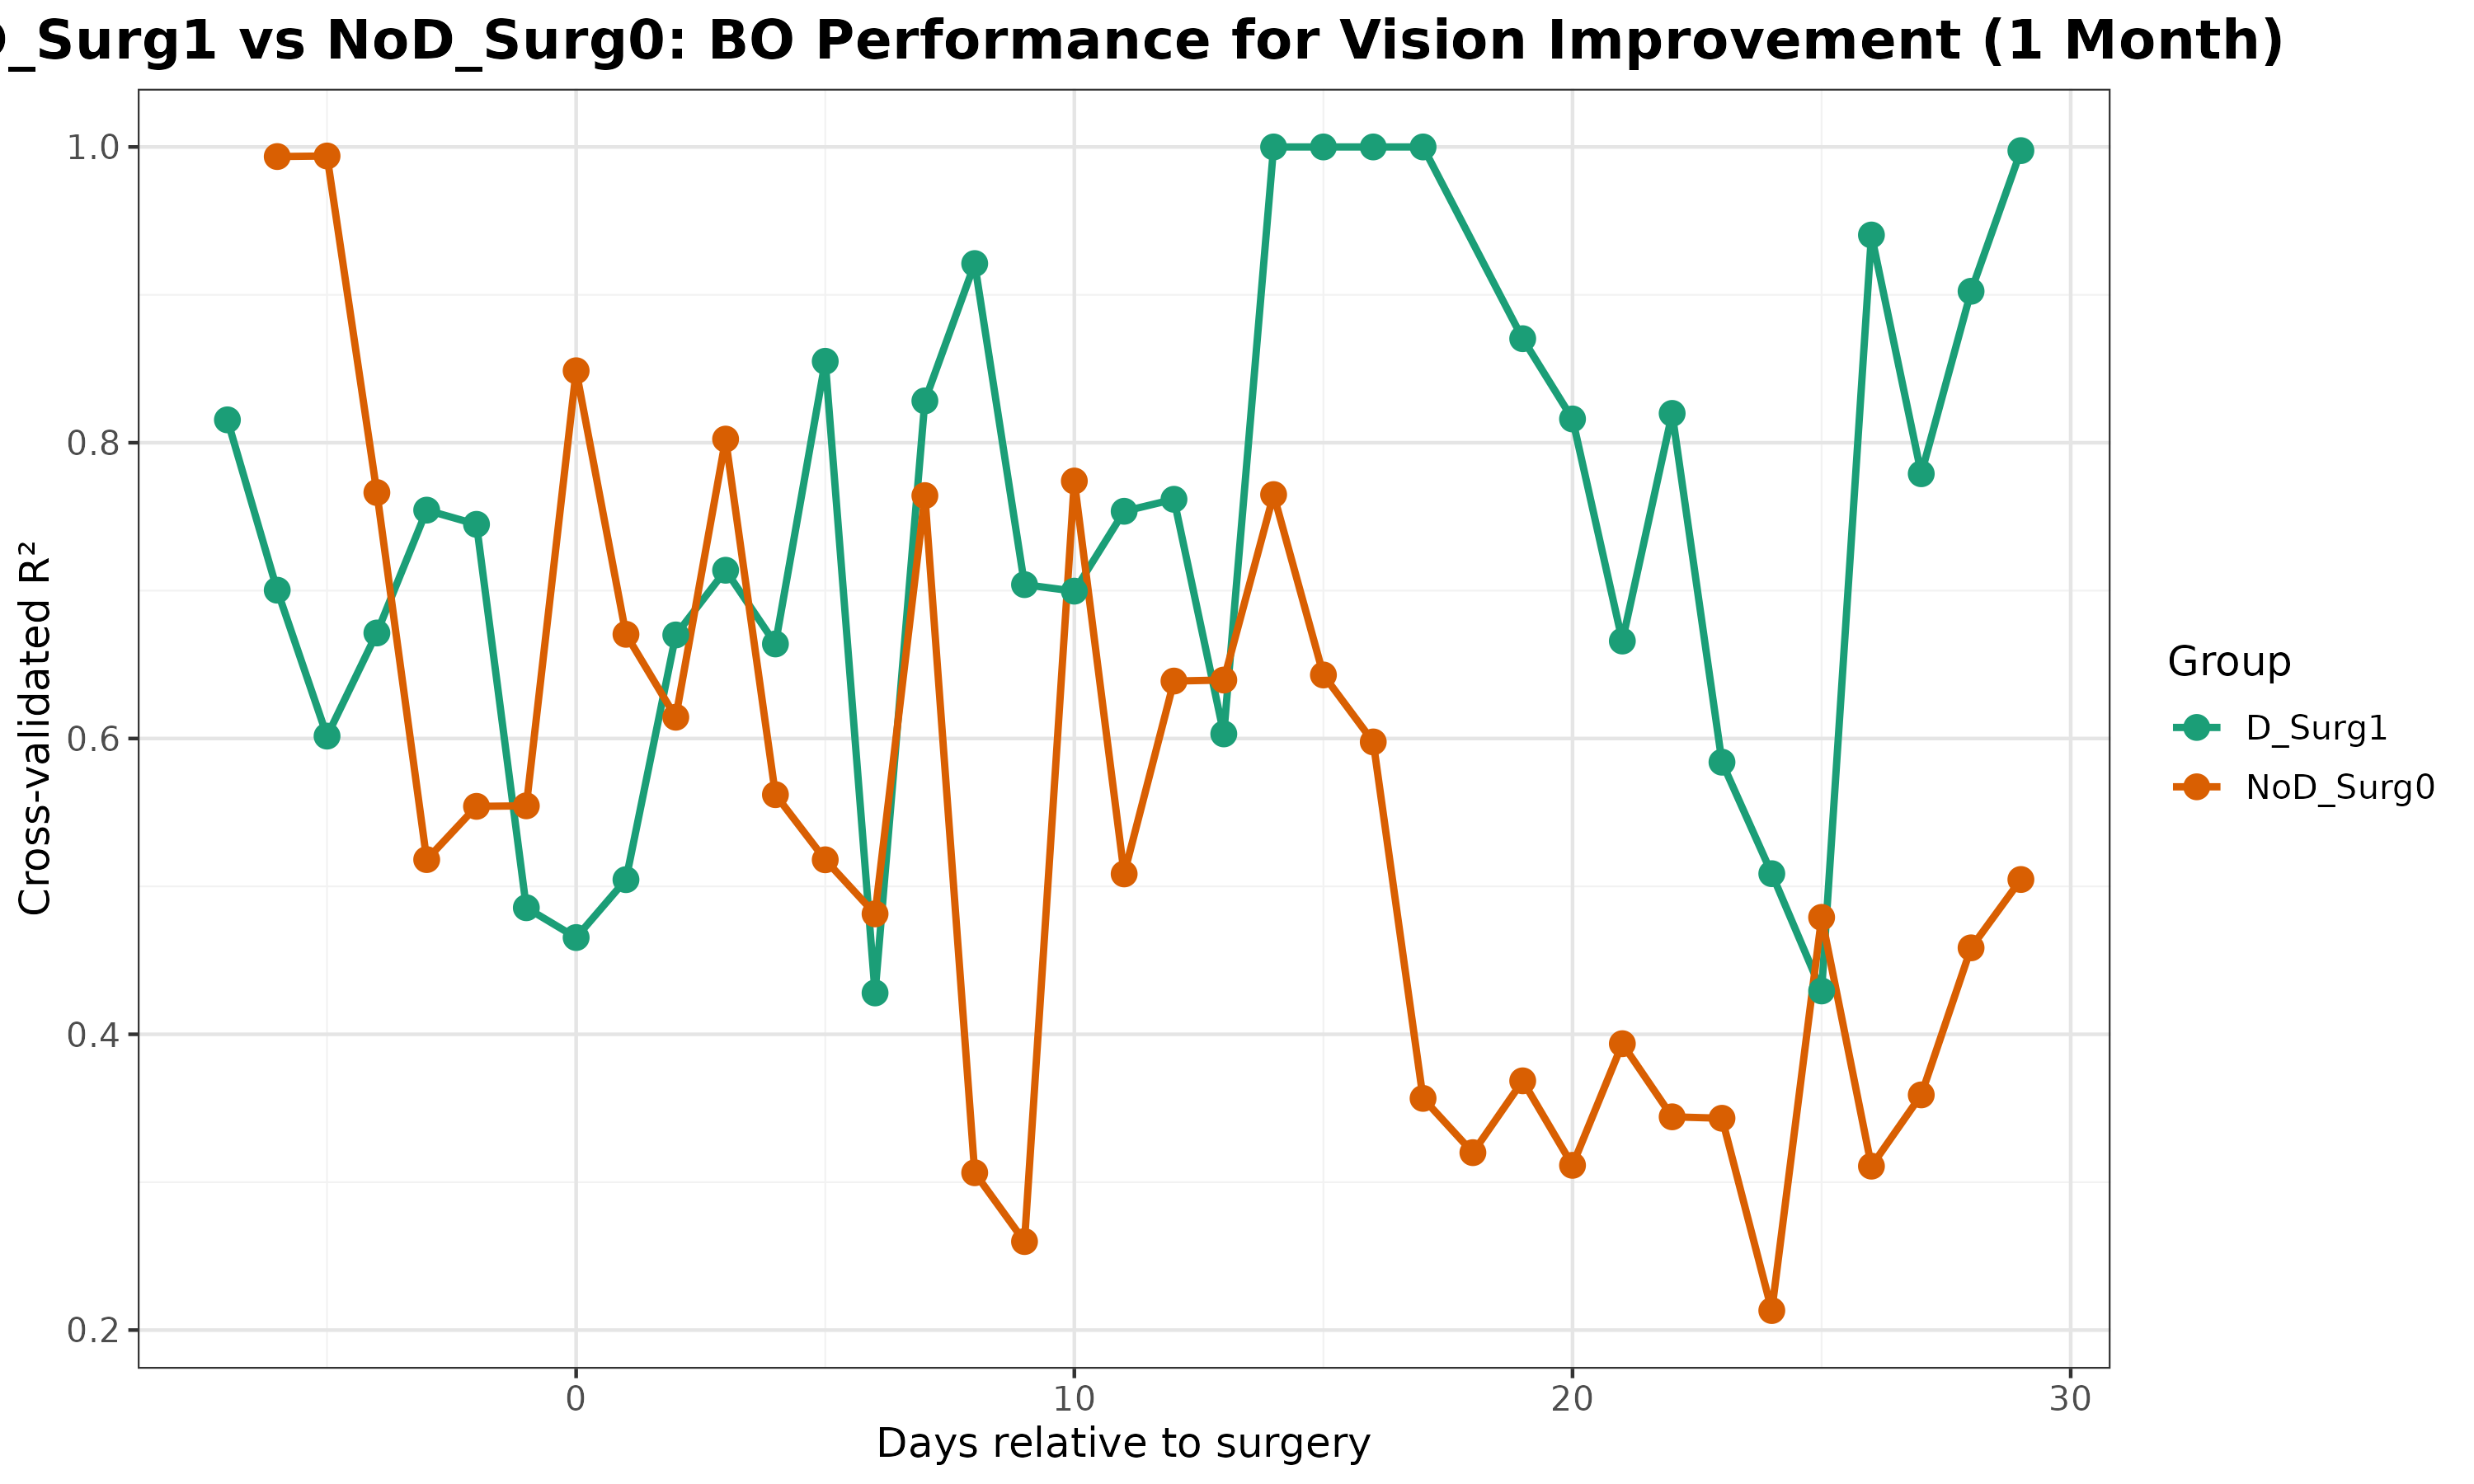 _Surg1 vs NoD_Surg0: BO Performance for Vision Improvement (1 Month)
1.0
0.8
0.6
0.4
0.2
Cross-validated R²
0
10
20
30
Days relative to surgery
Group
D_Surg1
NoD_Surg0